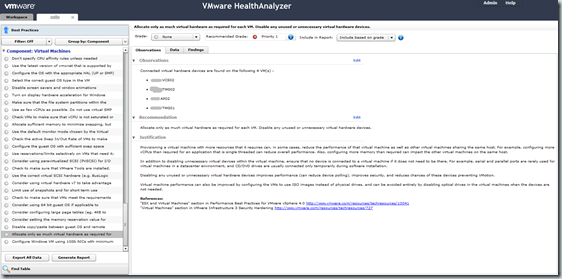 vmware
VMware HealthAnalyzer
Admin
Help
Workspace
Best Practices
Filter: Off
Group by: Component
Component: Virtual Machines
Don't specify CPU affinity rules unless needed
Use the latest version of vmxnet that is supported by
Configure the OS with the appropriate HAL (UP or SMP)
Select the correct guest OS type in the VM
Disable screen savers and window animations
Turn on display hardware acceleration for Windows
Make sure that the file system partitions within the
Use as few vCPUs as possible. Do not use virtual SMP
Check VMs to make sure that vCPU is not saturated or
Allocate sufficient memory to minimize swapping, but
Use the default monitor mode chosen by the Virtual
Check the active Swap In/Out Rate of VMs to make
Configure the guest OS with sufficient swap space
Use reservations/limits selectively on VMs that need it.
Consider using paravirtualized SCSI (PVSCSI) for I/O
Check to make sure that VMware Tools are installed.
Use the correct virtual SCSI hardware (e.g. BusLogic
Consider using virtual hardware v7 to take advantage
Limit use of snapshots and for short-term use
Check to make sure that VMs meet the requirements
Consider using 64 bit guest OS if applicable to
Consider configuring large page tables (eg. 4KB to
Consider setting the memory reservation value for
Disable copy/paste between guest OS and remote
Allocate only as much virtual hardware as required for
Configure Windows VM using 100% 50Cs with minimum
Export All Data
Generate Report
Find Table
Allocate only as much virtual hardware as required for each VM. Disable any unused or unnecessary virtual hardware devices.
Grade:
None
Recommended Grade:
Priority 1
Include in Report:
Include based on grade
Observations
Data
Findings
Observations
Edit
Connected virtual hardware devices are found on the following 4 VM(s) -
VCS02
TMG02
APO2
TMG01
Recommendation
Edit
Allocate only as much virtual hardware as required for each VM. Disable any unused or unnecessary virtual hardware devices.
Justification
Provisioning a virtual machine with more resources that it requires can, in some cases, reduce the performance of that virtual machine as well as other virtual machines sharing the same host. For example, configuring more
vCPUs than required for an application that is single threaded can reduce overall performance. Also, configuring more memory than required can impact the other virtual machines on the same host.
In addition to disabling unnecessary virtual devices within the virtual machine, ensure that no device is connected to a virtual machine if it does not need to be there. For example, serial and parallel ports are rarely used for
virtual machines in a datacenter environment, and CD/DVD drives are usually connected only temporarily during software installation.
Disabling any unused or unnecessary virtual hardware devices improves performance (can reduce device polling), improves security, and reduces chances of these devices preventing VMotion.
Virtual machine performance can also be improved by configuring the VMs to use ISO images instead of physical drives, and can be avoided entirely by disabling optical drives in the virtual machines when the devices are
not needed.
References:
"ESX and Virtual Machines" section in Performance Best Practices for VMware vSphere 4.0 http://www.vmware.com/resources/techresources/10041
"Virtual Machines" section in VMware Infrastructure 3 Security Hardening http://www.vmware.com/resources/techresources/727